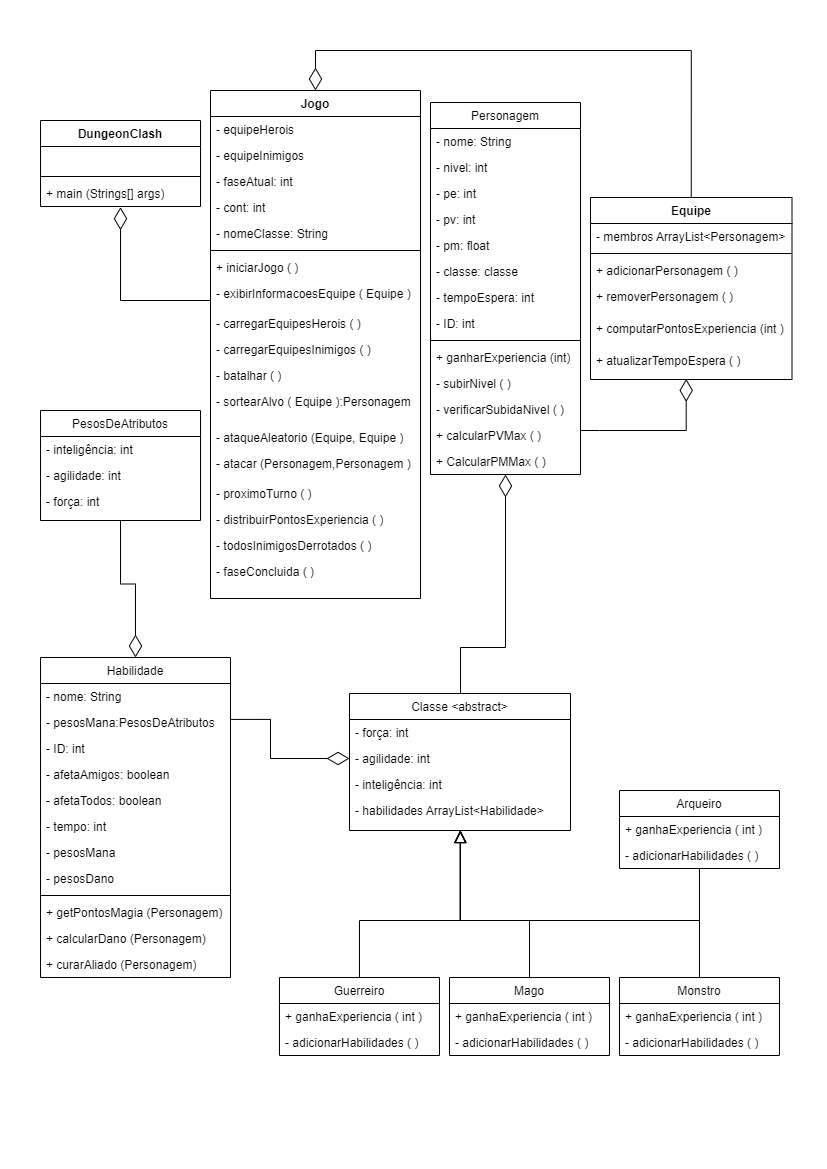 DungeonClash
+ main (Strings[] args)
Jogo
- equipeHerois
- equipeInimigos
- faseAtual: int
- cont: int
- nomeClasse: String
+ iniciarJogo ( )
- exibirInformacoesEquipe ( Equipe )
- carregarEquipesHerois ( )
- carregarEquipesInimigos ( )
- batalhar ( )
- sortearAlvo ( Equipe ):Personagem
- ataqueAleatorio (Equipe, Equipe )
- atacar (Personagem,Personagem )
- proximoTurno ( )
- distribuirPontosExperiencia ( )
- todosInimigosDerrotados ( )
- faseConcluida ( )
Personagem
- nome: String
- nivel: int
- pe: int
- pv: int
- pm: float
- classe: classe
- tempoEspera: int
- ID: int
+ ganharExperiencia (int)
- subirNivel ( )
- verificarSubidaNivel ( )
+ calcularPVMax ( )
+ CalcularPMMax ( )
Equipe
- membros ArrayList<Personagem>
+ adicionarPersonagem ( )
+ removerPersonagem ( )
+ computarPontosExperiencia (int )
+ atualizarTempoEspera ( )
PesosDeAtributos
- inteligência: int
- agilidade: int
- força: int
Habilidade
- nome: String
- pesosMana:PesosDeAtributos
- ID: int
- afetaAmigos: boolean
- afetaTodos: boolean
- tempo: int
- pesosMana
- pesosDano
+ getPontosMagia (Personagem)
+ calcularDano (Personagem)
+ curarAliado (Personagem)
Classe <abstract>
- força: int
- agilidade: int
- inteligência: int
- habilidades ArrayList<Habilidade>
Arqueiro
+ ganhaExperiencia ( int )
- adicionarHabilidades ( )
Guerreiro
+ ganhaExperiencia ( int )
- adicionarHabilidades ( )
Mago
+ ganhaExperiencia ( int )
- adicionarHabilidades ( )
Monstro
+ ganhaExperiencia ( int )
- adicionarHabilidades ( )